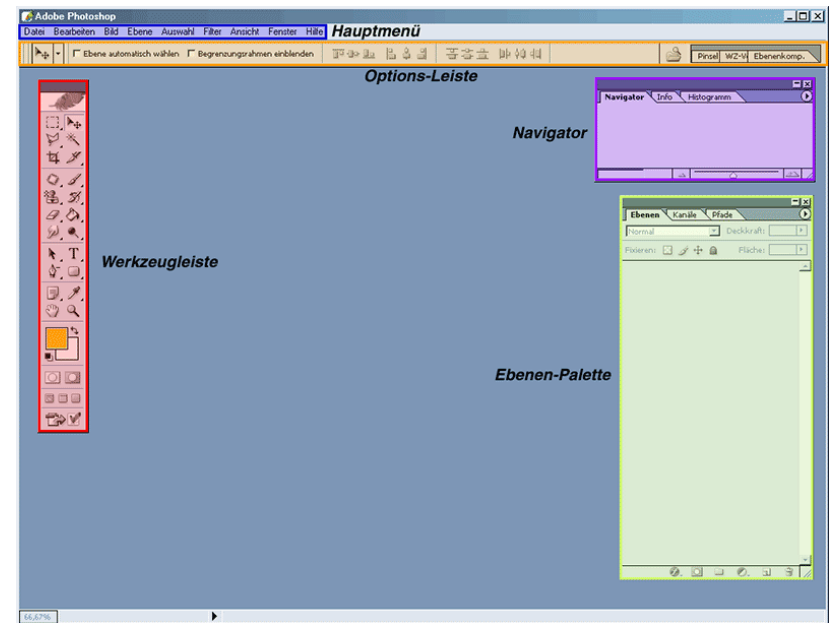 Adobe Photoshop
Datei Bearbeiten Bild Ebene Auswahl Filter Ansicht Fenster Hilfe Hauptmenü
Ebene automatisch wählen Begrenzungsrahmen einblenden Pinsel WZ-V Ebenenkomp.
Options-Leiste
Navigator Info Histogramm
Navigator
Ebenen Kanäle Pfade
Normal Deckkraft:
Fixieren: Fläche:
T
Werkzeugleiste
Ebenen-Palette
66,67%